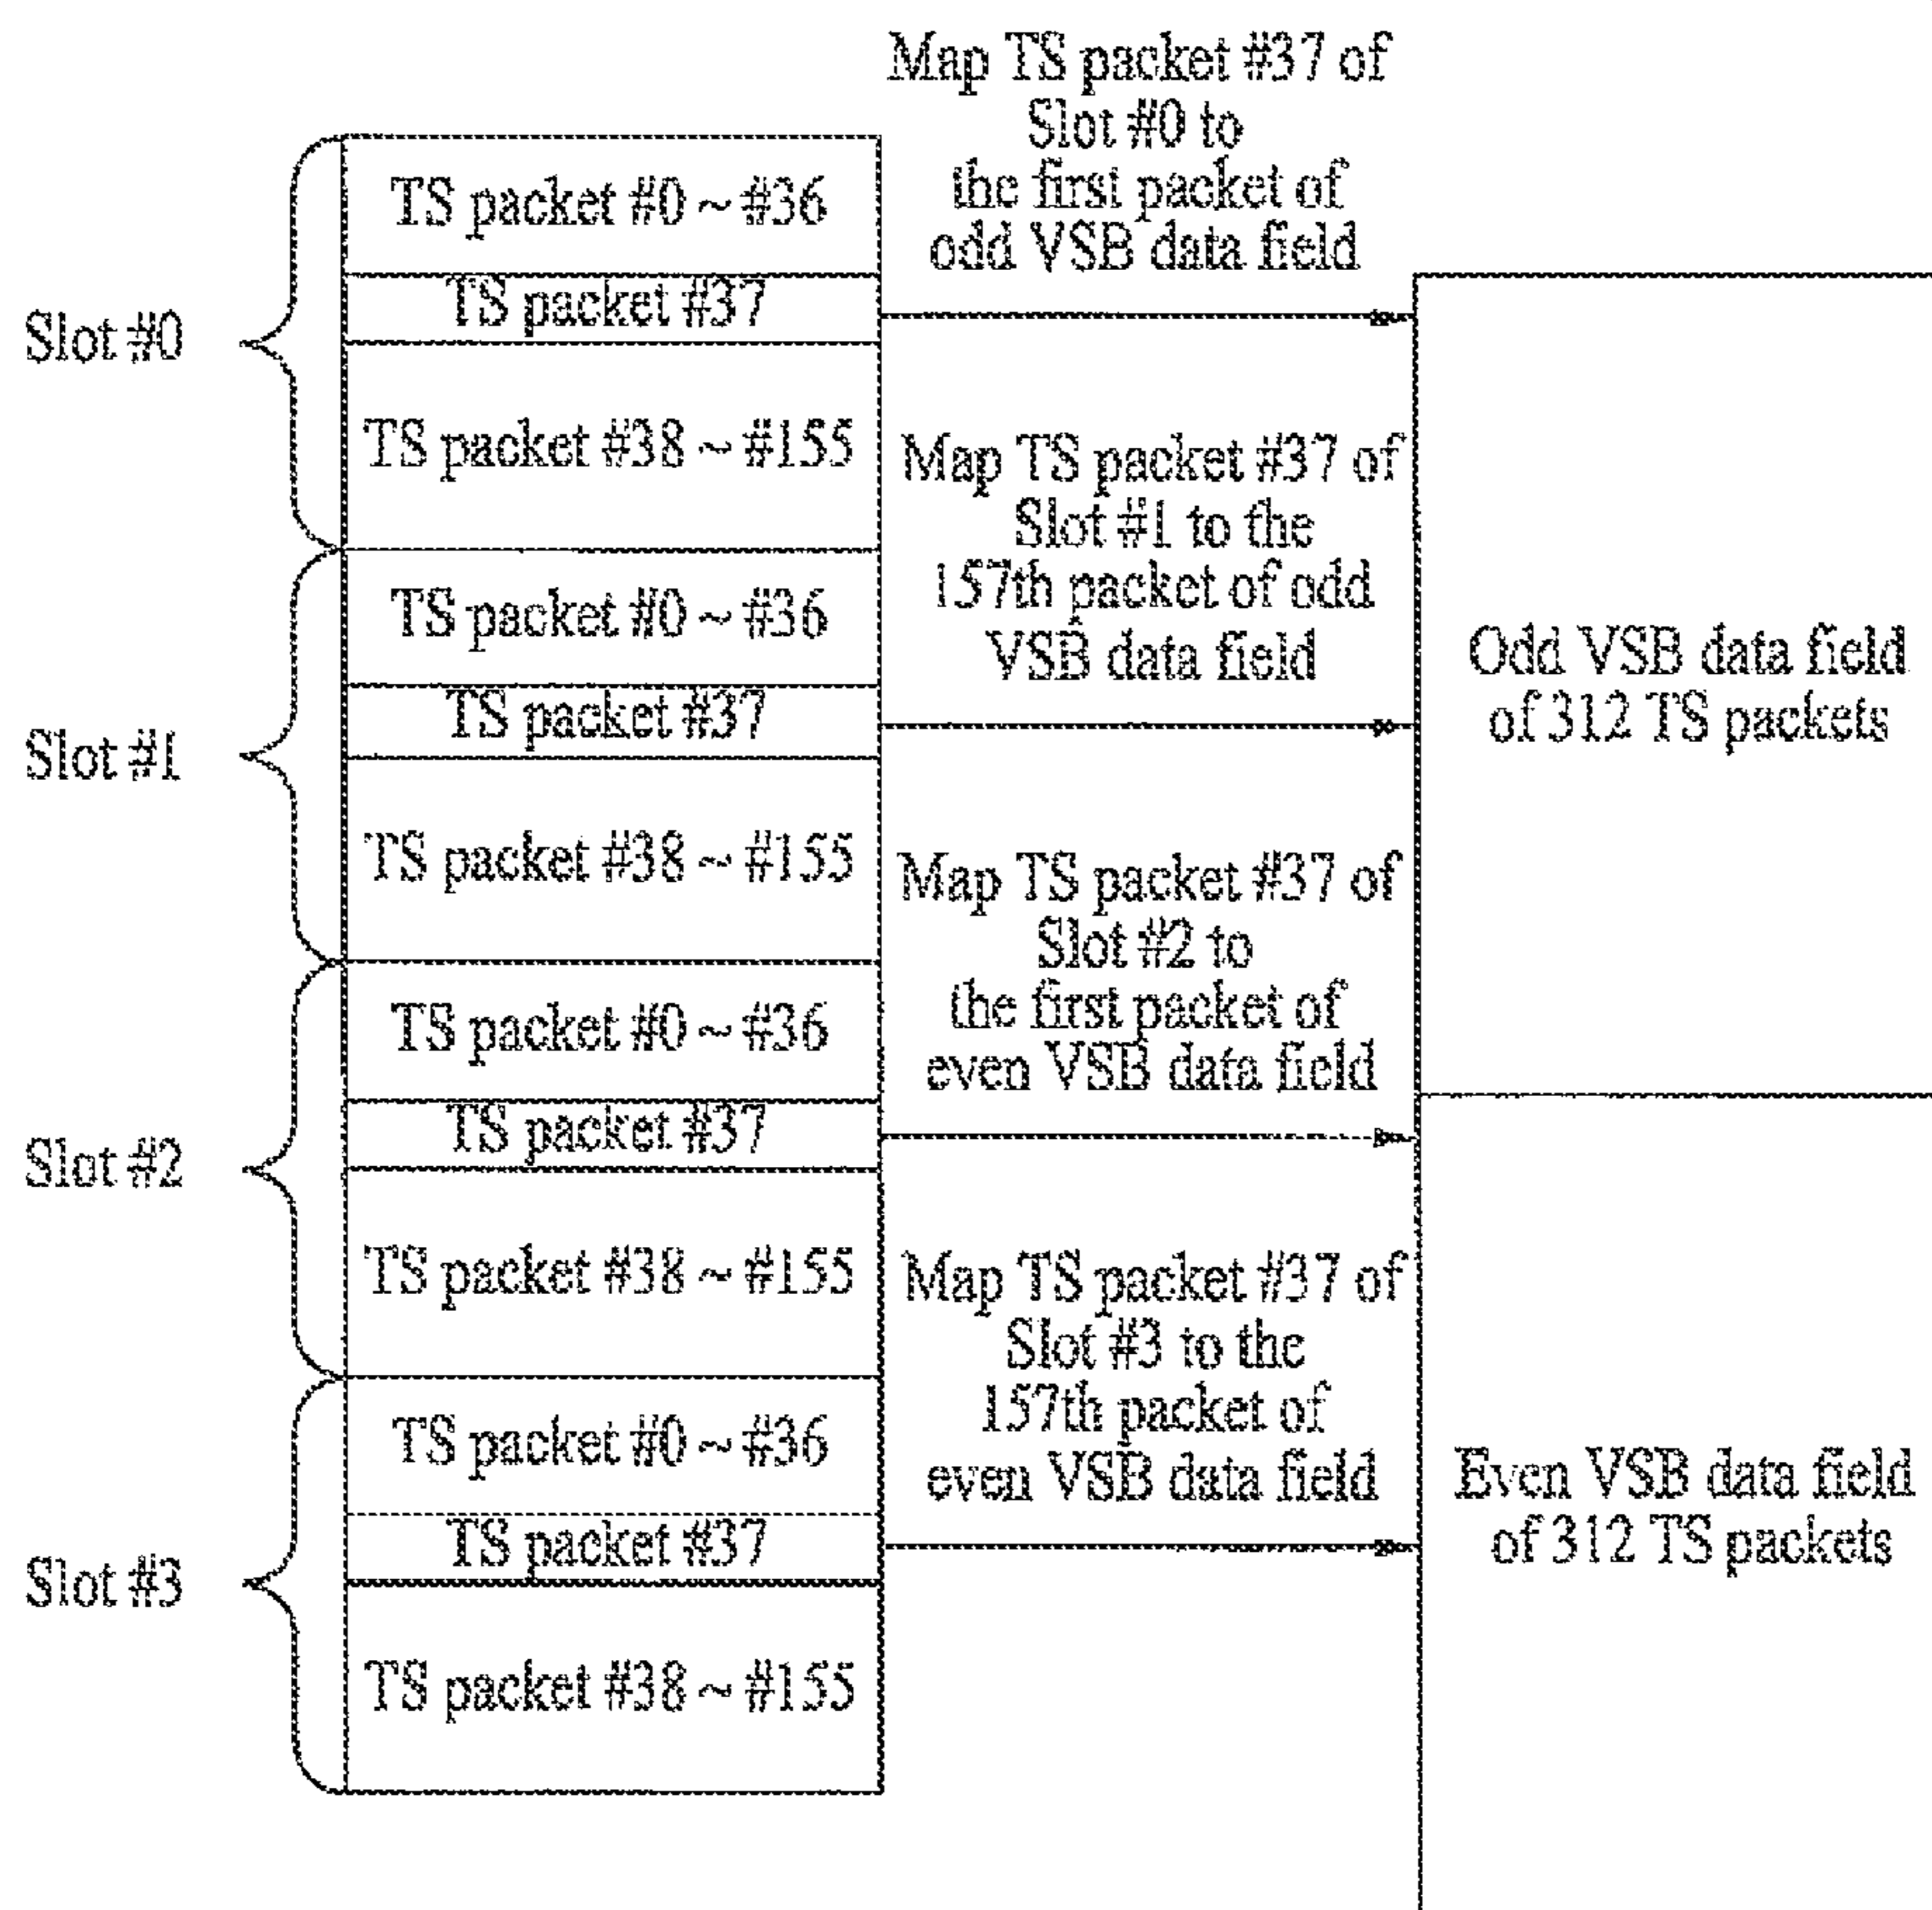 Map TS packet #37 of
Slot #0 to
the first packet of
odd VSB data field
Slot #0
TS packet #0 ~ #36
TS packet #37
TS packet #38 ~ #155
Map TS packet #37 of
Slot #1 to the
157th packet of odd
VSB data field
Slot #1
TS packet #0 ~ #36
TS packet #37
TS packet #38 ~ #155
Odd VSB data field
of 312 TS packets
Map TS packet #37 of
Slot #2 to
the first packet of
even VSB data field
Slot #2
TS packet #0 ~ #36
TS packet #37
TS packet #38 ~ #155
Map TS packet #37 of
Slot #3 to the
157th packet of
even VSB data field
Slot #3
TS packet #0 ~ #36
TS packet #37
TS packet #38 ~ #155
Even VSB data field
of 312 TS packets